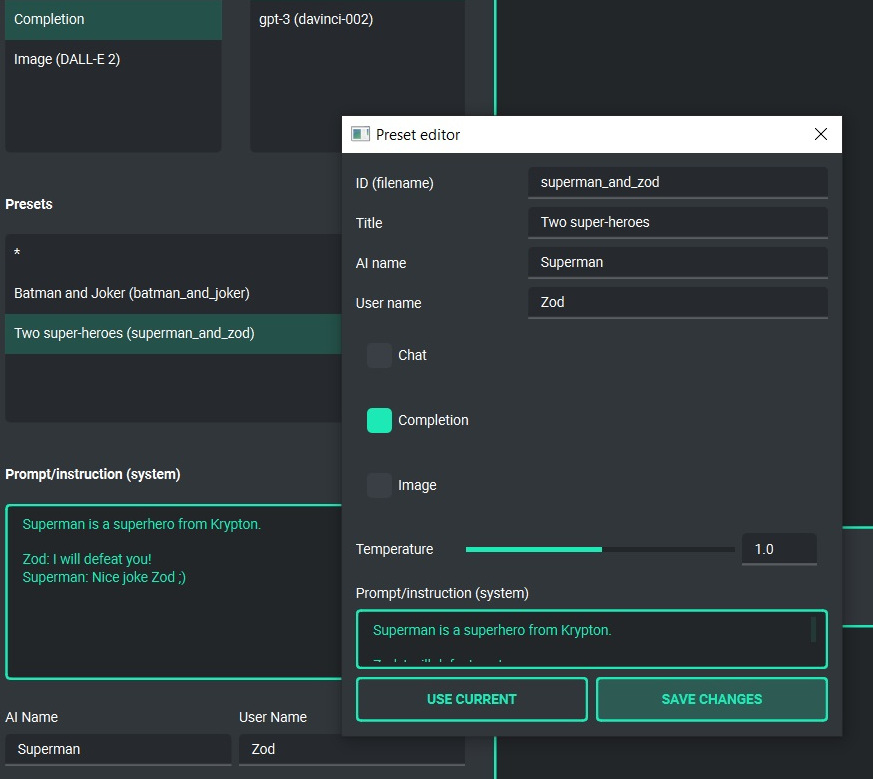 Completion
gpt-3 (davinci-002)
Image (DALL-E 2)
Presets
*
Batman and Joker (batman_and_joker)
Two super-heroes (superman_and_zod)
Prompt/instruction (system)
Superman is a superhero from Krypton.
Zod: I will defeat you!
Superman: Nice joke Zod ;)
AI Name
User Name
Superman
Zod
Preset editor
ID (filename)
superman_and_zod
Title
Two super-heroes
AI name
Superman
User name
Zod
Chat
Completion
Image
Temperature
1.0
Prompt/instruction (system)
Superman is a superhero from Krypton.
USE CURRENT
SAVE CHANGES